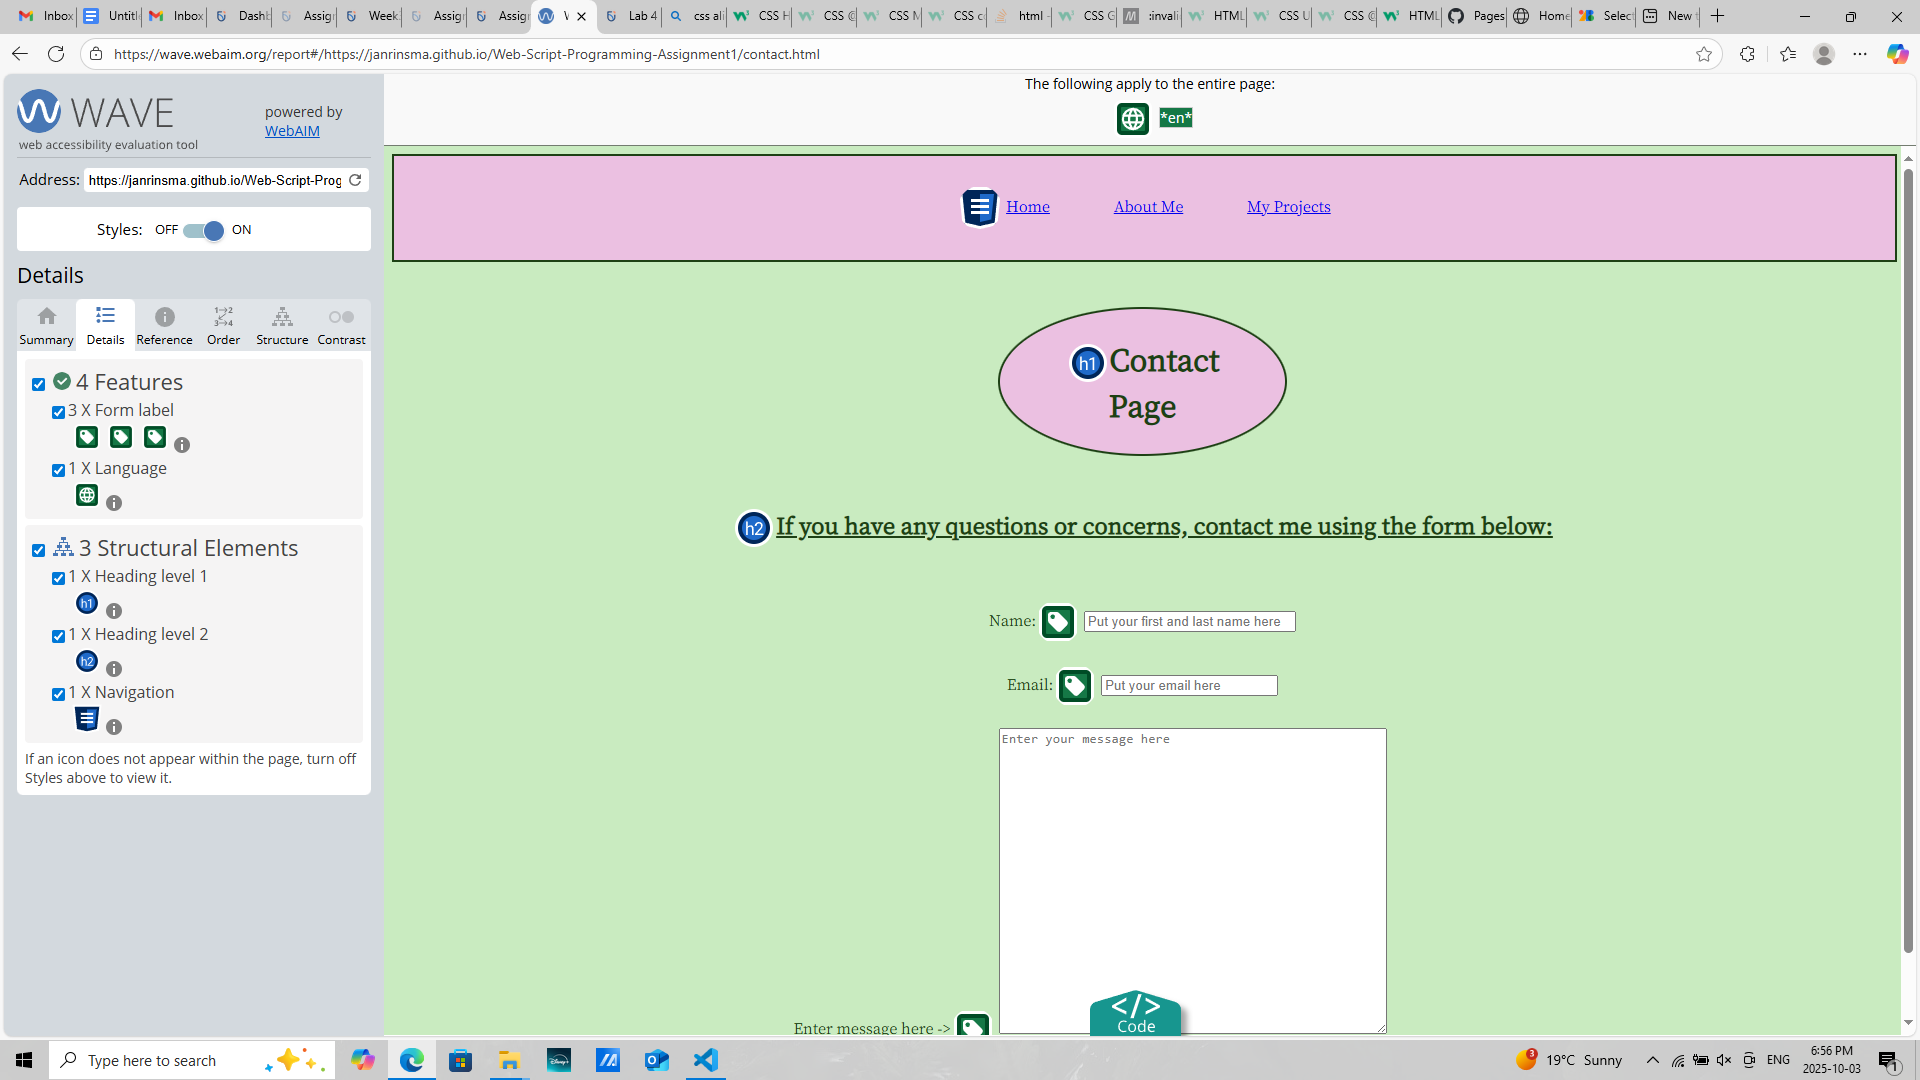 Inbox
Untitl
Inbox
Dashb
Assign
Week
Assign
Assign
W
Lab 4
css ali
CSS H
CSS @
CSS M
CSS c
html -
CSS G
:invali
HTML
CSS U
CSS @
HTML
Pages
Home
Select
New t
https://wave.webaim.org/report#/https://janrinsma.github.io/Web-Script-Programming-Assignment1/contact.html
WAVE
web accessibility evaluation tool
powered by
WebAIM
Address: https://janrinsma.github.io/Web-Script-Prog
Styles: OFF ON
Details
Summary Details Reference Order Structure Contrast
4 Features
3 X Form label
1 X Language
3 Structural Elements
1 X Heading level 1
h1
1 X Heading level 2
h2
1 X Navigation
If an icon does not appear within the page, turn off
Styles above to view it.
The following apply to the entire page:
*en*
Home About Me My Projects
h1 Contact
Page
h2 If you have any questions or concerns, contact me using the form below:
Name: Put your first and last name here
Email: Put your email here
Enter your message here
Enter message here ->
</>
Code
Type here to search
Disney+
3
19°C Sunny
ENG
6:56 PM
2025-10-03
1